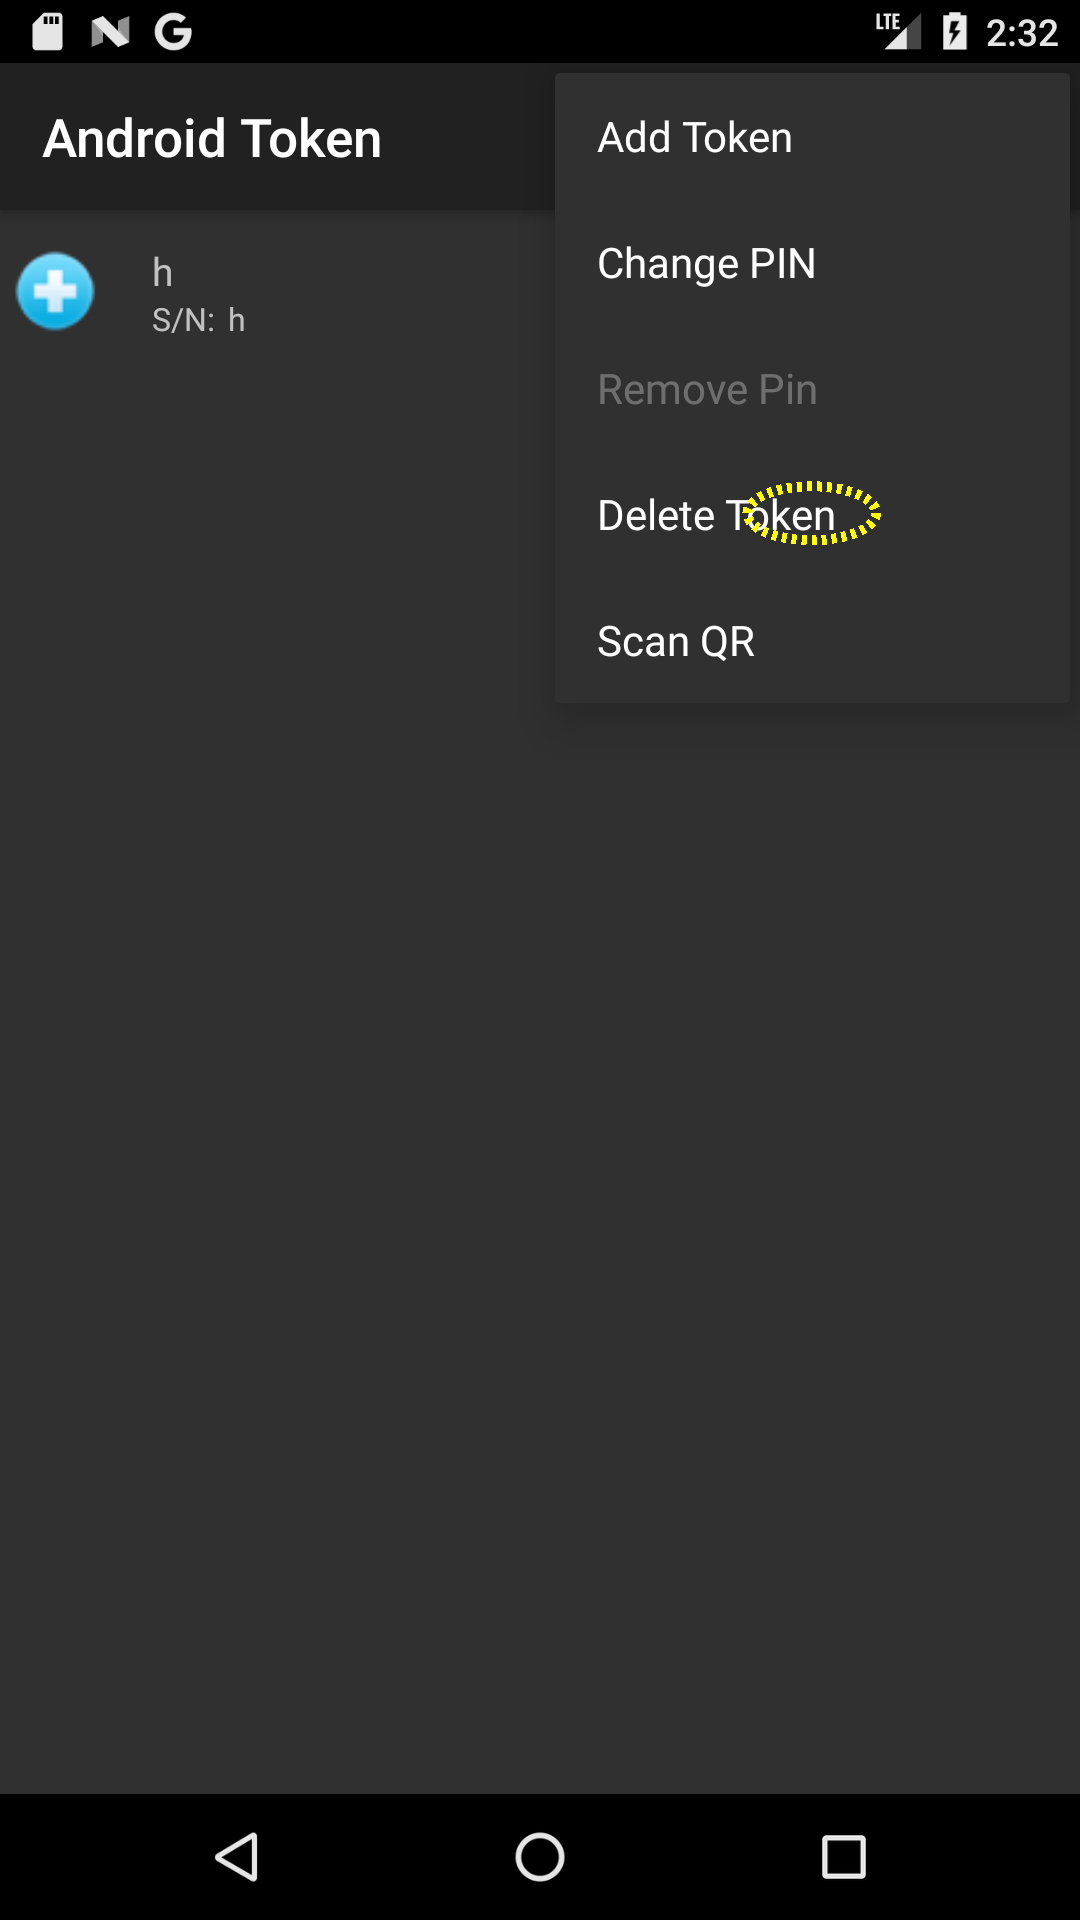 LTE 2:32
Android Token
Add Token
Change PIN
Remove Pin
Delete Token
Scan QR
h
S/N: h